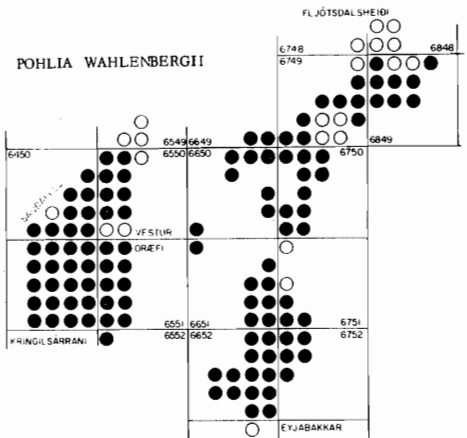 FLJÓTSDALSHEIÐI
POHLIA WAHLENBERGII
6748 6848
6749
6549 6649 6849
6450 6550 6650 6750
VESTUR
ÖRÆFI
6551 6651 6751
KRINGILSÁRRANI 6552 6652 6752
EYJABAKKAR